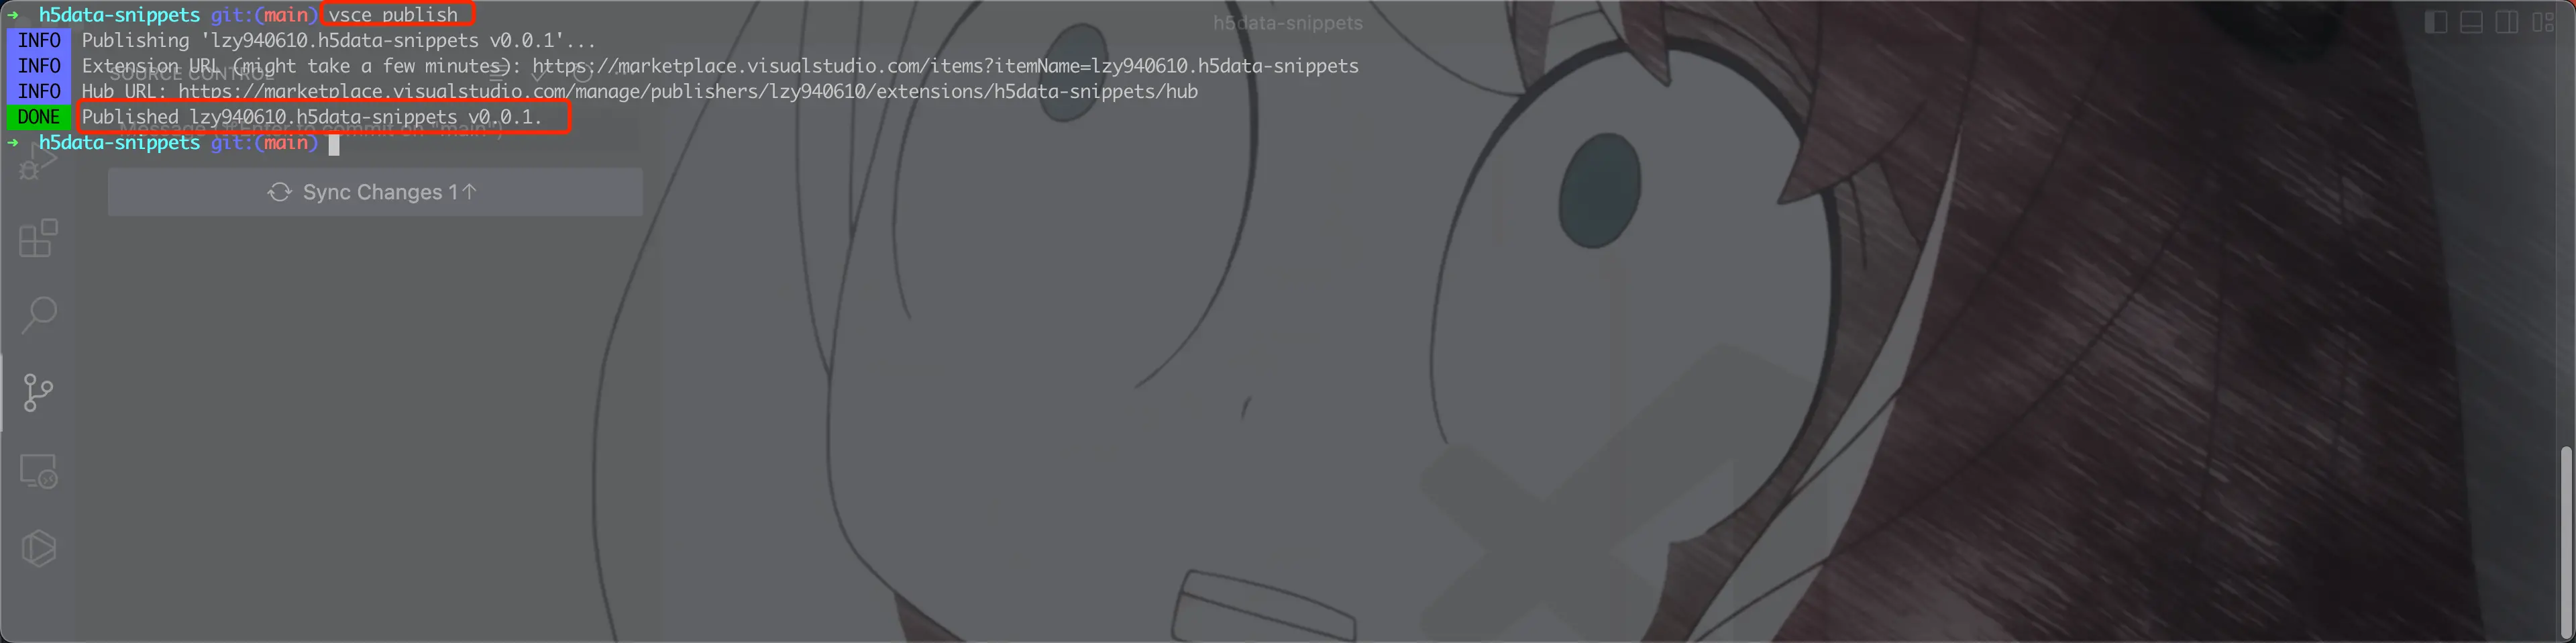 ➜ h5data-snippets git:(main) vsce publish
h5data-snippets
INFO Publishing 'lzy940610.h5data-snippets v0.0.1'...
INFO Extension URL (might take a few minutes): https://marketplace.visualstudio.com/items?itemName=lzy940610.h5data-snippets
SOURCE CONTROL
INFO Hub URL: https://marketplace.visualstudio.com/manage/publishers/lzy940610/extensions/h5data-snippets/hub
DONE Published lzy940610.h5data-snippets v0.0.1.
Message (⌘Enter to commit on "main")
➜ h5data-snippets git:(main)
Sync Changes 1↑